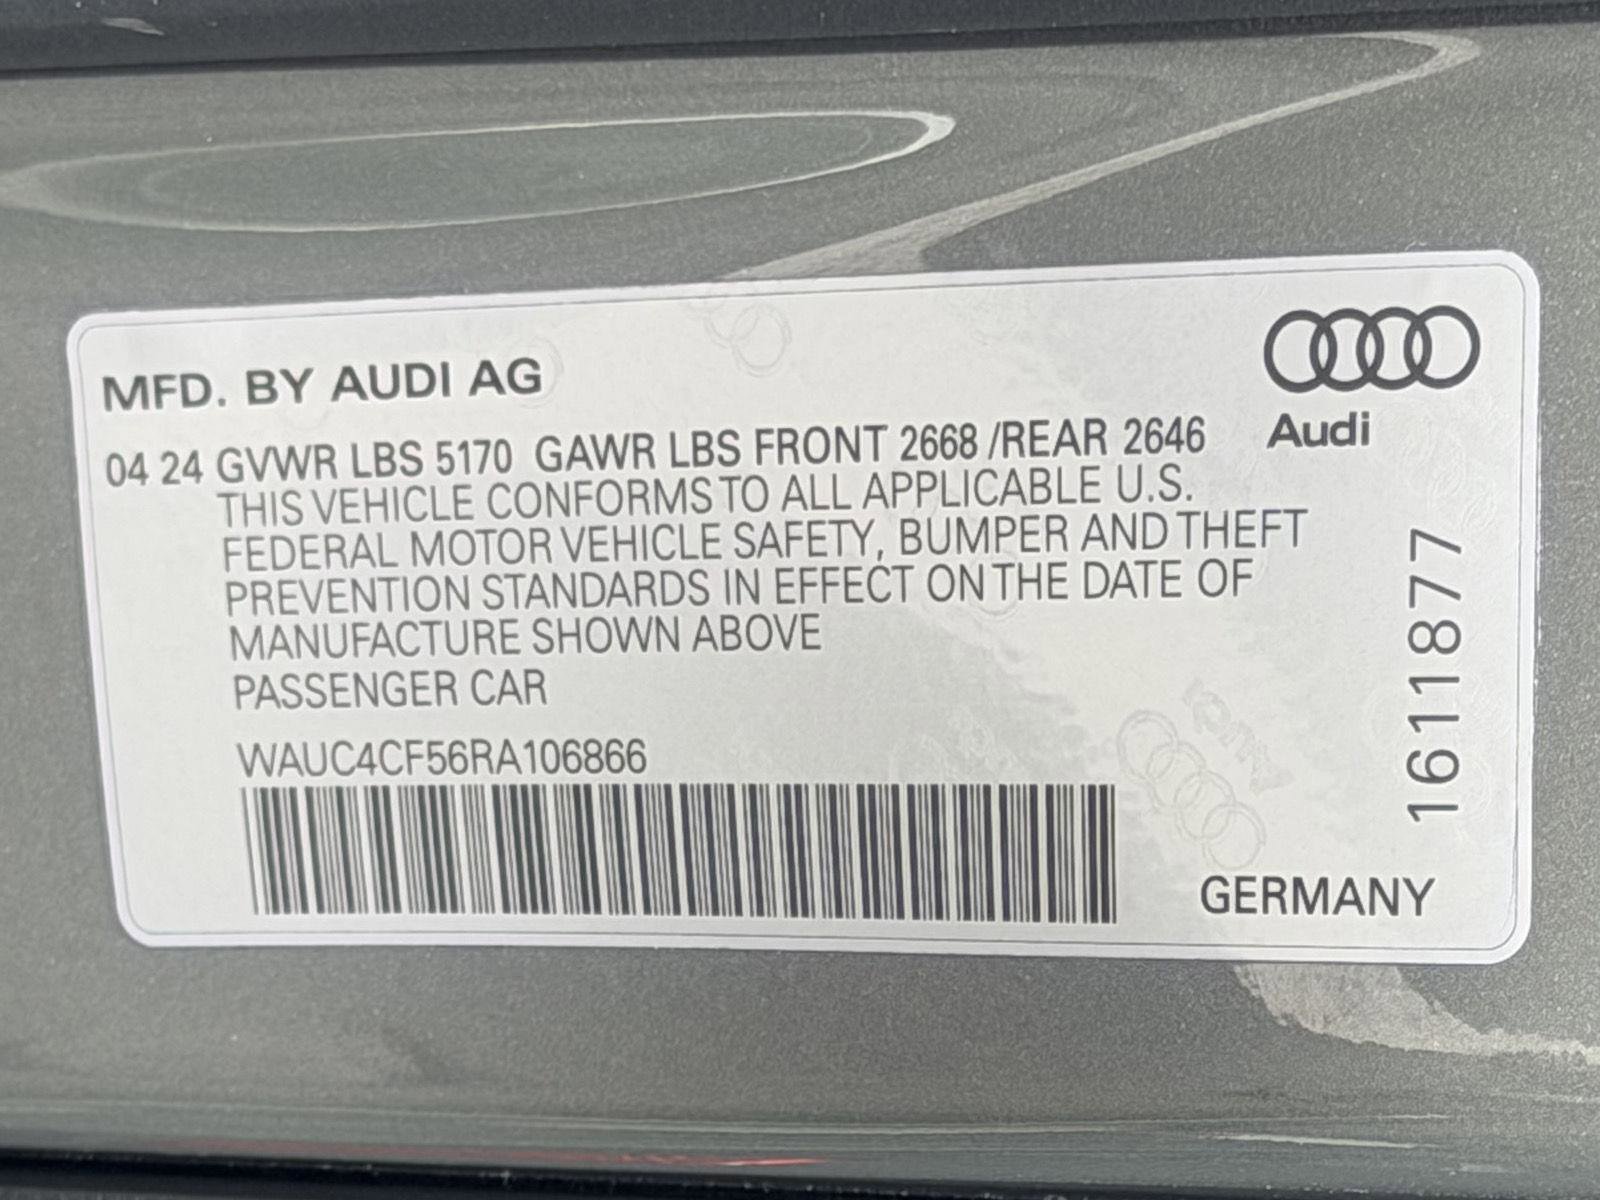 MFD. BY AUDI AG
Audi
04 24 GVWR LBS 5170 GAWR LBS FRONT 2668 /REAR 2646
THIS VEHICLE CONFORMS TO ALL APPLICABLE U.S.
FEDERAL MOTOR VEHICLE SAFETY, BUMPER AND THEFT
PREVENTION STANDARDS IN EFFECT ON THE DATE OF
MANUFACTURE SHOWN ABOVE
PASSENGER CAR
WAUC4CF56RA106866
1611877
GERMANY
Audi